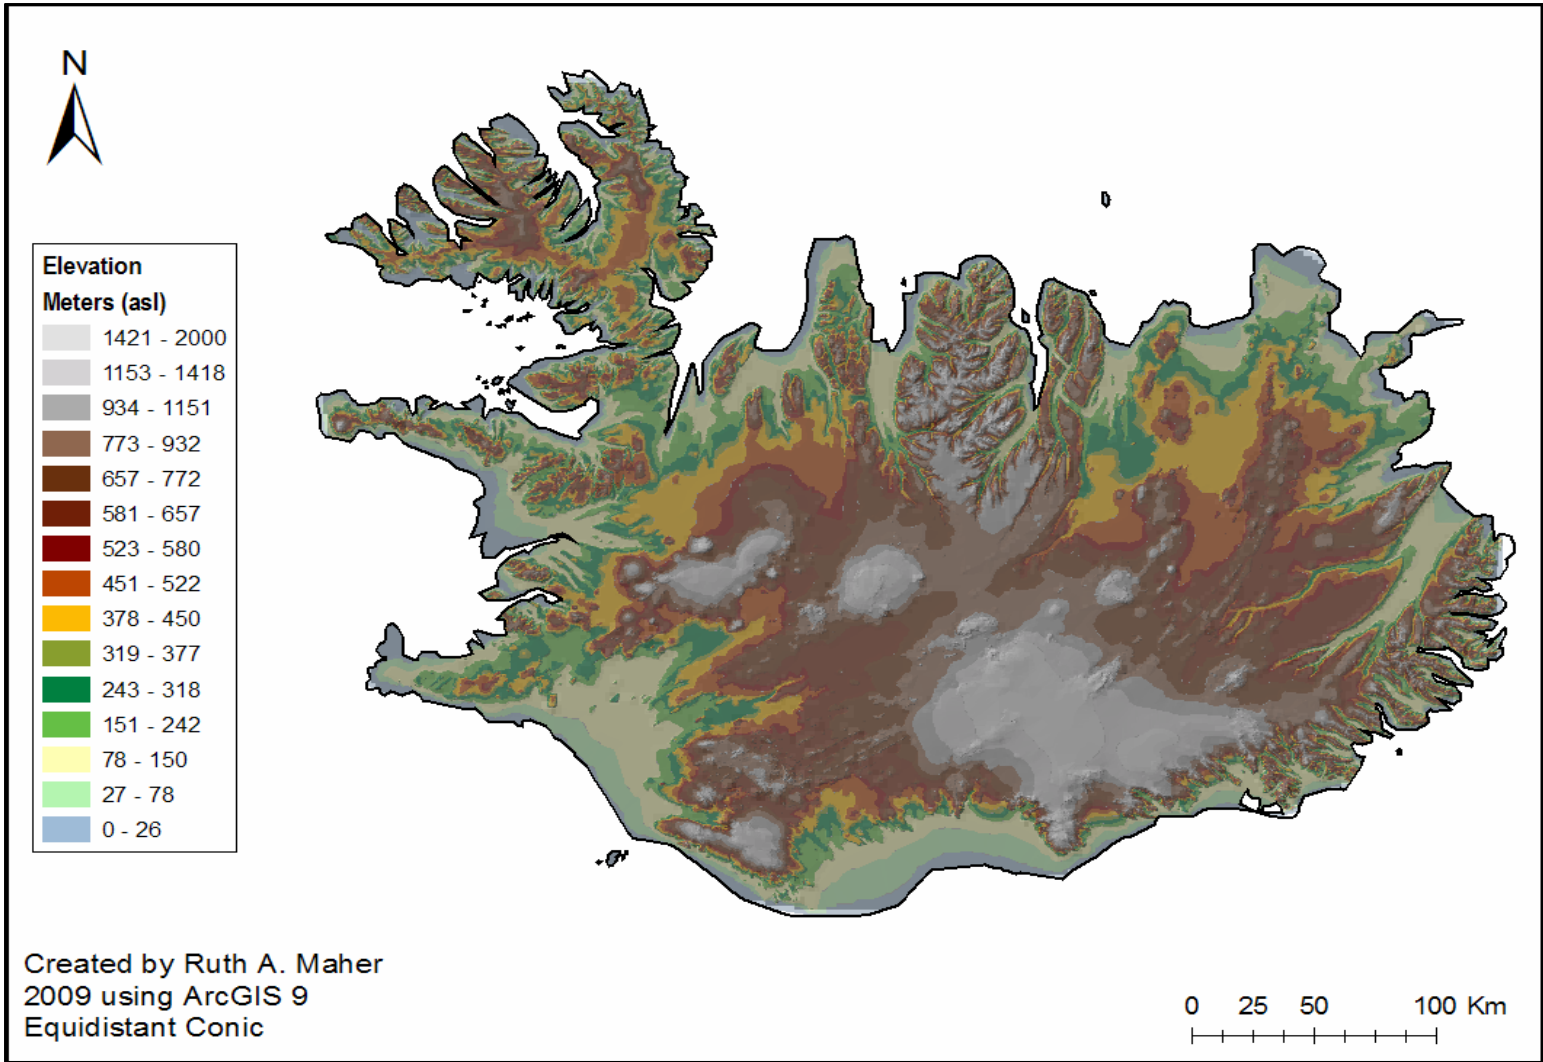 N
Elevation
Meters (asl)
1421 - 2000
1153 - 1418
934 - 1151
773 - 932
657 - 772
581 - 657
523 - 580
451 - 522
378 - 450
319 - 377
243 - 318
151 - 242
78 - 150
27 - 78
0 - 26
Created by Ruth A. Maher
2009 using ArcGIS 9
Equidistant Conic
0 25 50 100 Km